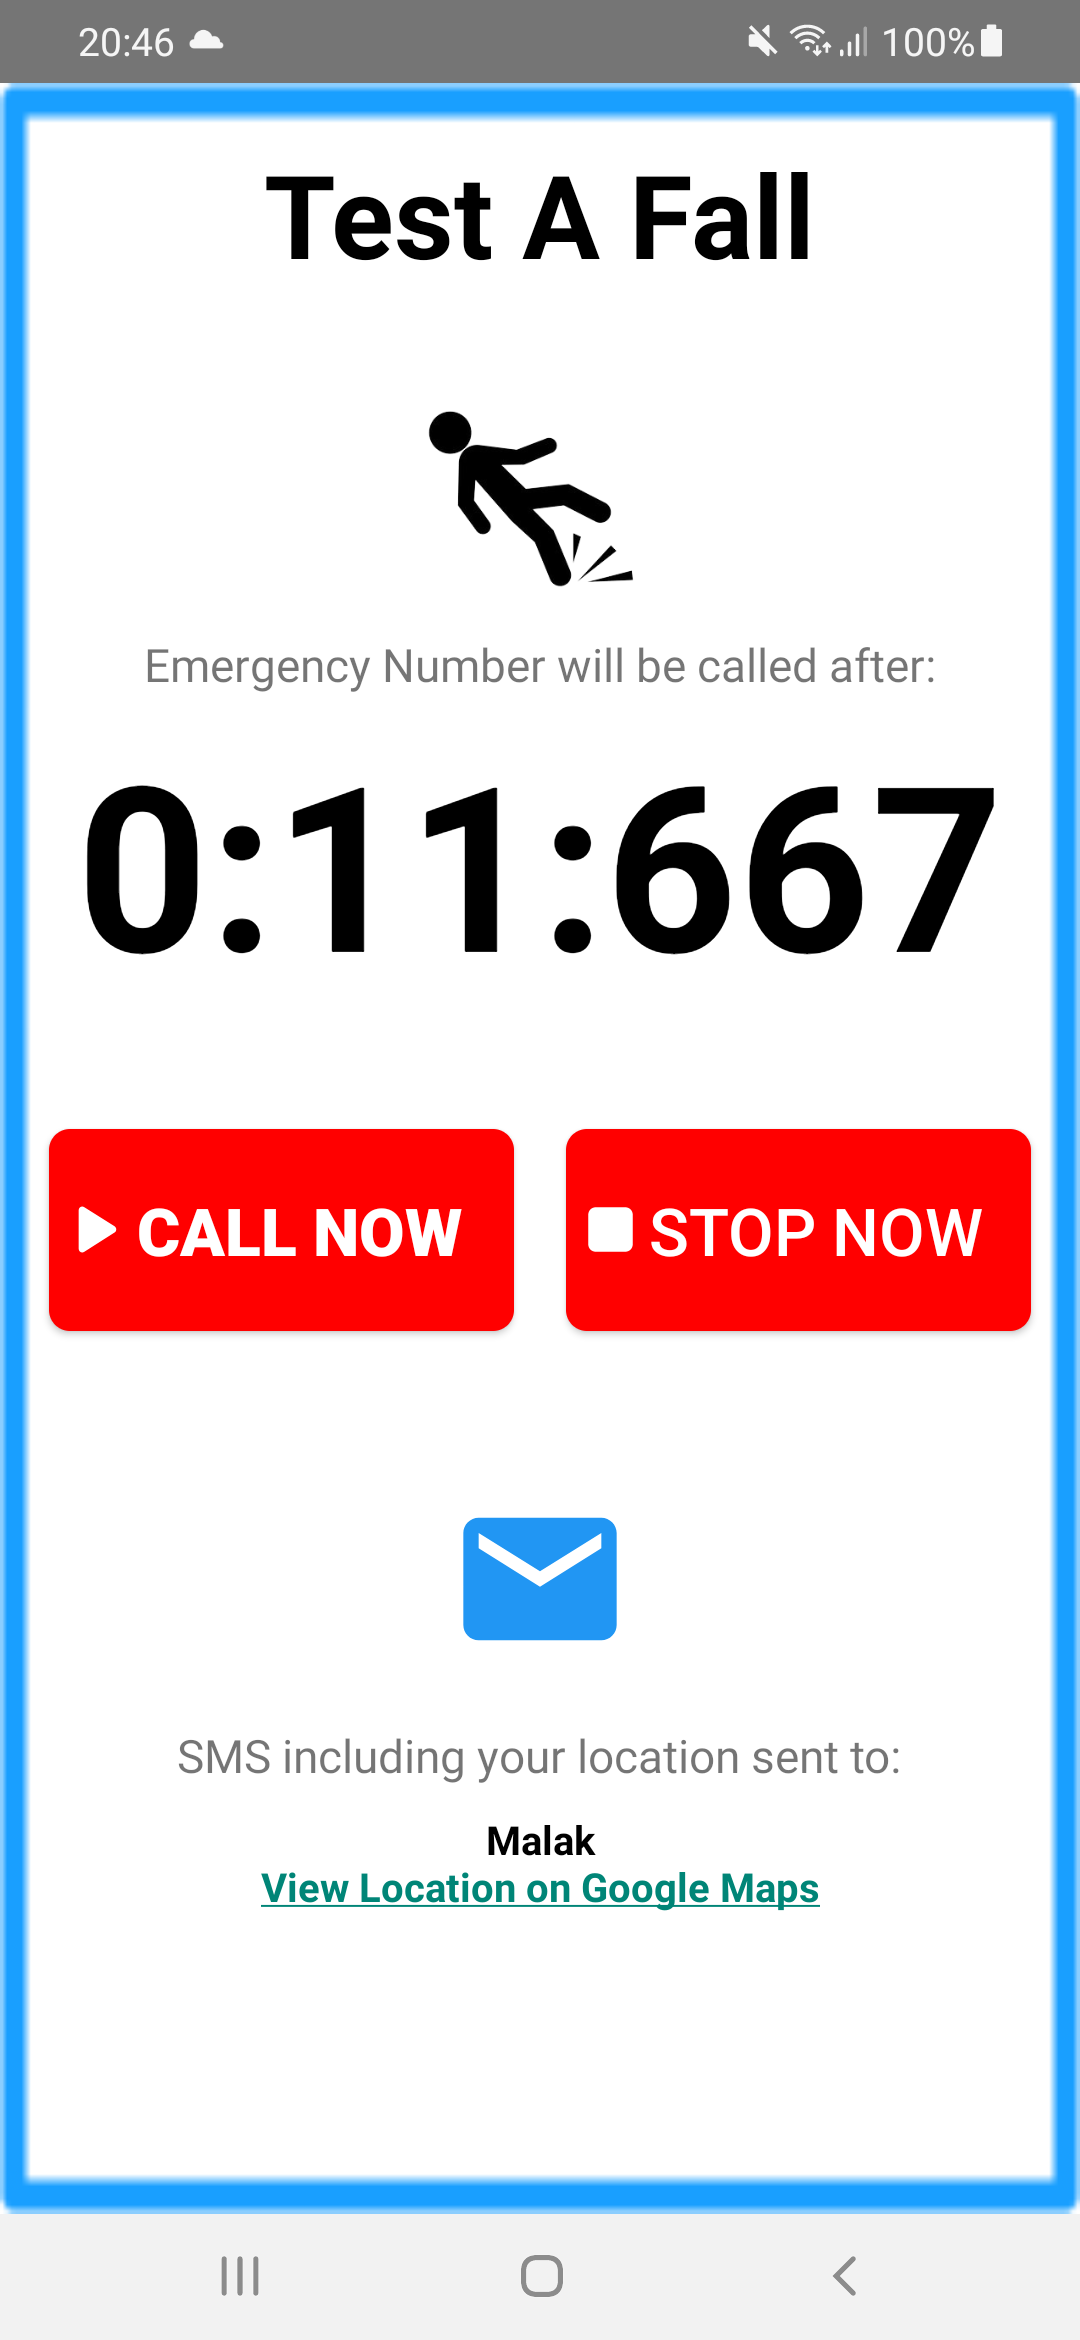 20:46 100%
Test A Fall
Emergency Number will be called after:
0:11:667
CALL NOW STOP NOW
SMS including your location sent to:
Malak
View Location on Google Maps